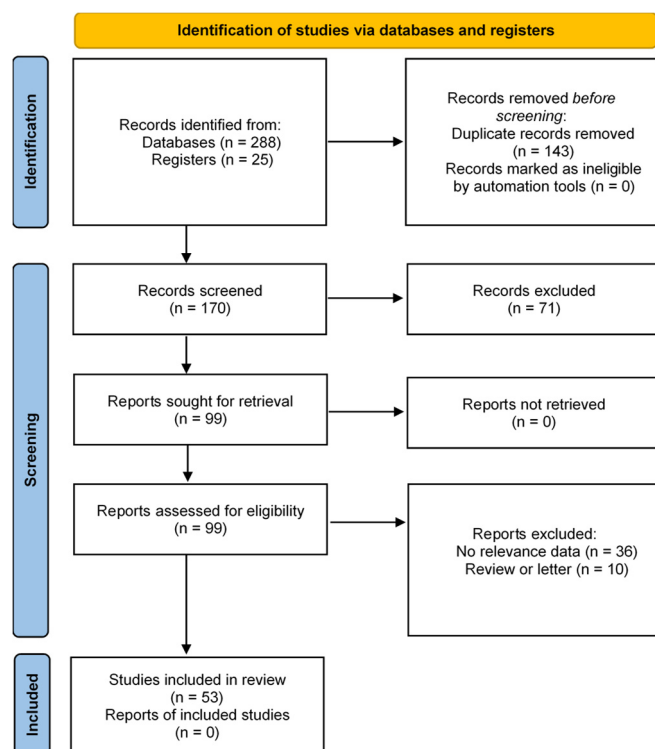 Identification of studies via databases and registers
Identification
Records identified from:
Databases (n = 288)
Registers (n = 25)
Records removed before
screening:
Duplicate records removed
(n = 143)
Records marked as ineligible
by automation tools (n = 0)
Screening
Records screened
(n = 170)
Records excluded
(n = 71)
Reports sought for retrieval
(n = 99)
Reports not retrieved
(n = 0)
Reports assessed for eligibility
(n = 99)
Reports excluded:
No relevance data (n = 36)
Review or letter (n = 10)
Included
Studies included in review
(n = 53)
Reports of included studies
(n = 0)